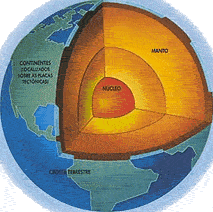 CONTINENTES
(LOCALIZADOS
SOBRE AS PLACAS
TECTÔNICAS)
MANTO
NÚCLEO
CROSTA TERRESTRE